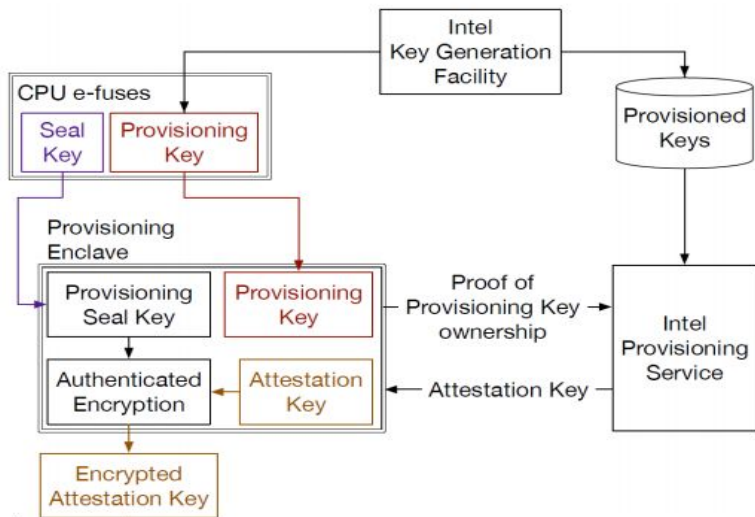 Intel
Key Generation
Facility
CPU e-fuses
Seal
Key
Provisioning
Key
Provisioned
Keys
Provisioning
Enclave
Provisioning
Seal Key
Provisioning
Key
Proof of
Provisioning Key
ownership
Intel
Provisioning
Service
Authenticated
Encryption
Attestation
Key
Attestation Key
Encrypted
Attestation Key